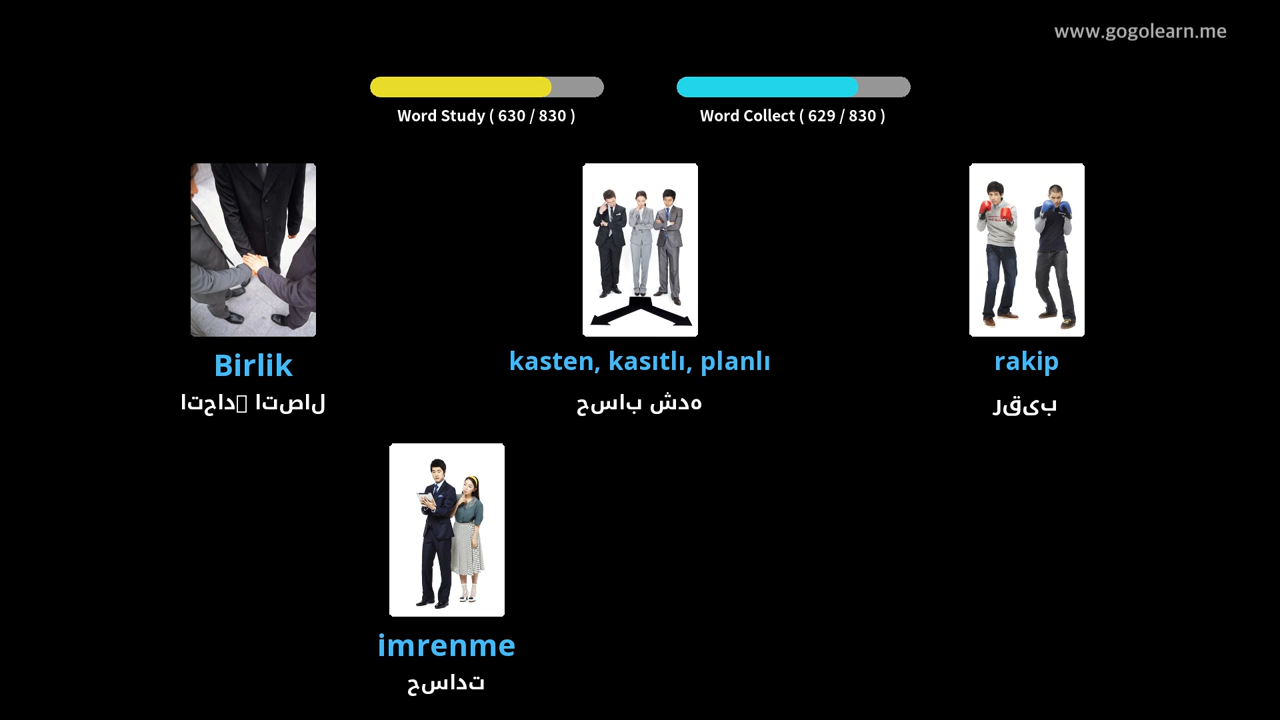 www.gogolearn.me
Word Study ( 630 / 830 )
Word Collect ( 629 / 830 )
Birlik
اتحاد▯ اتصال
kasten, kasıtlı, planlı
حساب شده
rakip
رقیب
imrenme
حسادت